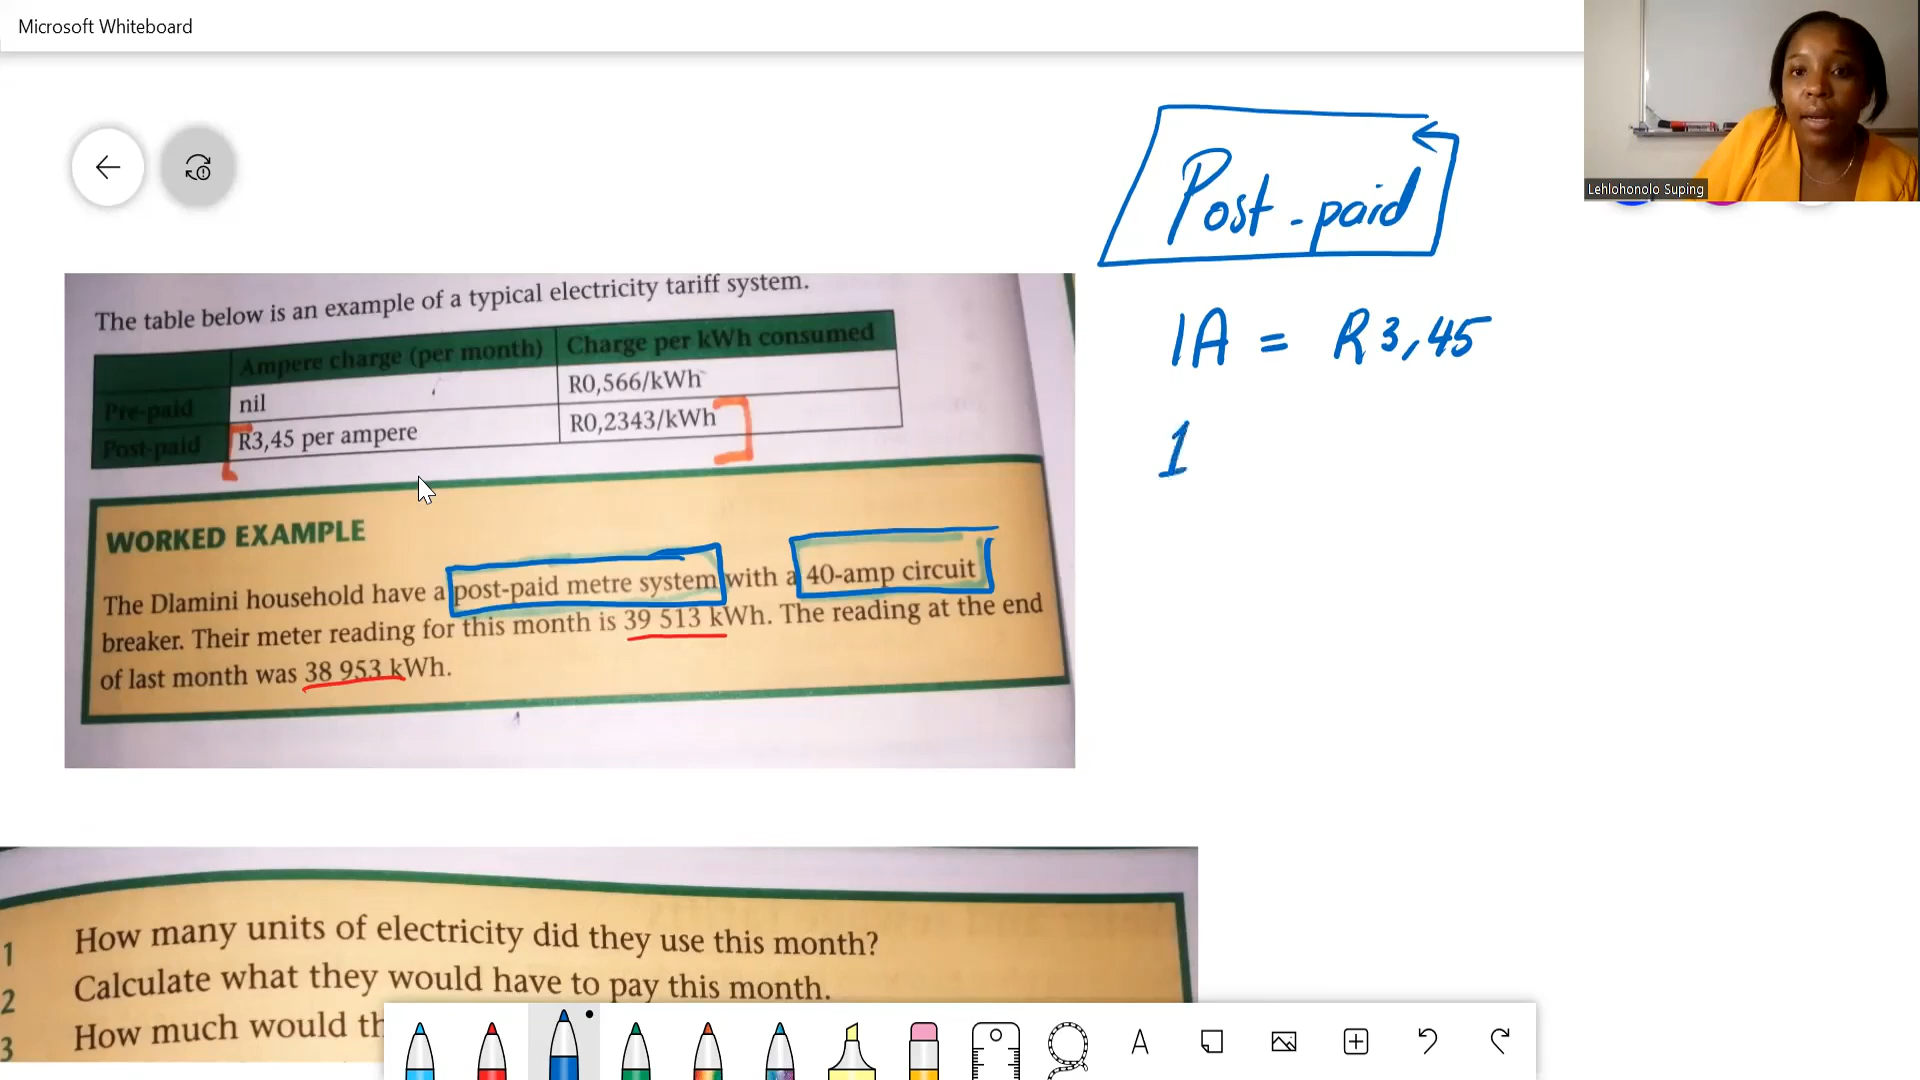 Microsoft Whiteboard
Lehlohonolo Suping
Post-paid
1A = R3,45
1
The table below is an example of a typical electricity tariff system.
Ampere charge (per month) Charge per kWh consumed
Pre-paid nil R0,566/kWh
Post-paid R3,45 per ampere R0,2343/kWh
WORKED EXAMPLE
The Dlamini household have a post-paid metre system with a 40-amp circuit
breaker. Their meter reading for this month is 39 513 kWh. The reading at the end
of last month was 38 953 kWh.
1 How many units of electricity did they use this month?
2 Calculate what they would have to pay this month.
3 How much would th
A